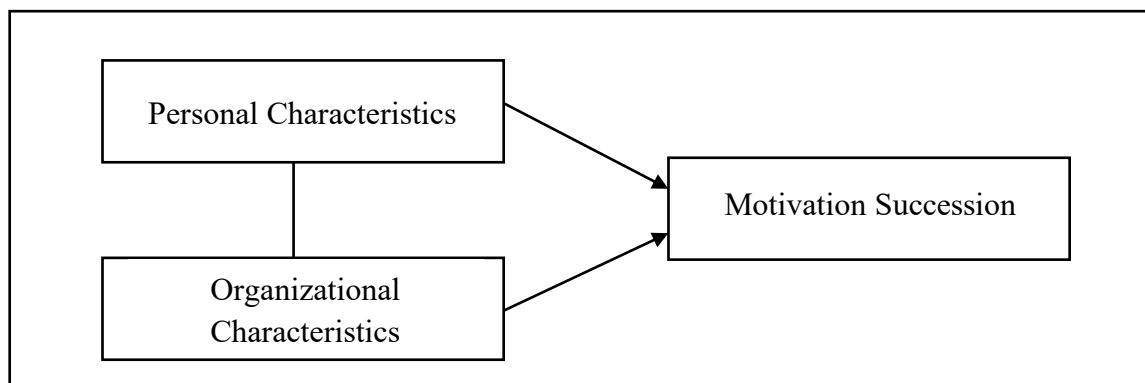 Personal Characteristics
Motivation Succession
Organizational
Characteristics